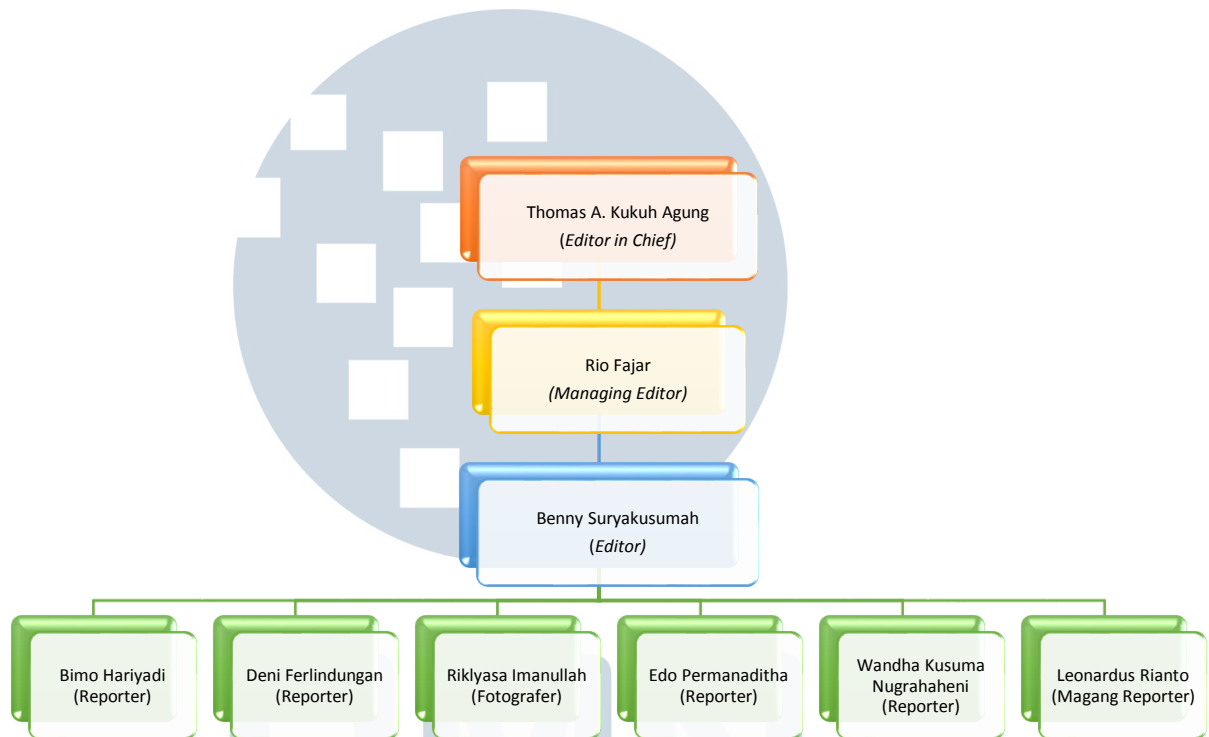 Thomas A. Kukuh Agung
(Editor in Chief)
Rio Fajar
(Managing Editor)
Benny Suryakusumah
(Editor)
Bimo Hariyadi
(Reporter)
Deni Ferlindungan
(Reporter)
Riklyasa Imanullah
(Fotografer)
Edo Permanaditha
(Reporter)
Wandha Kusuma
Nugrahaheni
(Reporter)
Leonardus Rianto
(Magang Reporter)